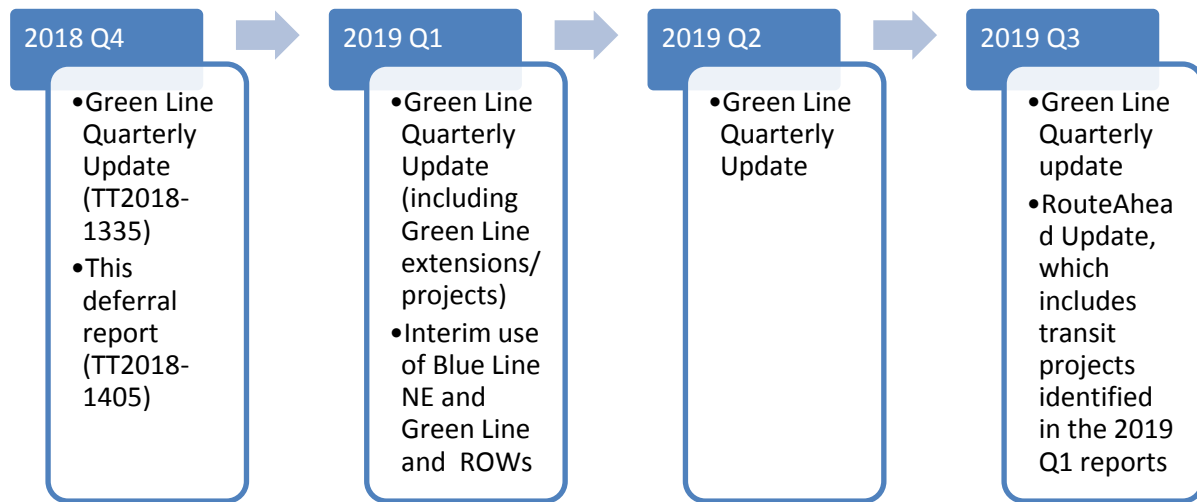 2018 Q4
•Green Line
Quarterly
Update
(TT2018-
1335)
•This
deferral
report
(TT2018-
1405)
2019 Q1
•Green Line
Quarterly
Update
(including
Green Line
extensions/
projects)
•Interim use
of Blue Line
NE and
Green Line
and  ROWs
2019 Q2
•Green Line
Quarterly
Update
2019 Q3
•Green Line
Quarterly
update
•RouteAhea
d Update,
which
includes
transit
projects
identified
in the 2019
Q1 reports